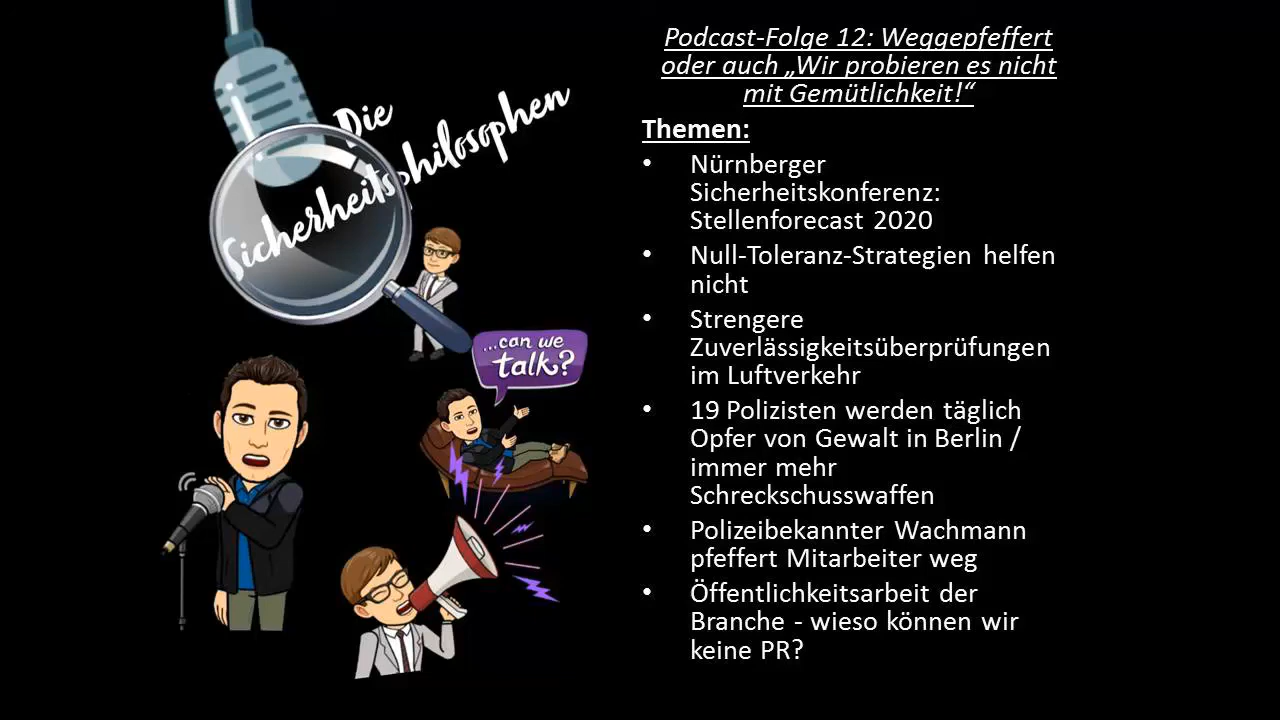 Die
Sicherheitsphilosophen
...can we
talk?
Podcast-Folge 12: Weggepfeffert
oder auch „Wir probieren es nicht
mit Gemütlichkeit!“
Themen:
• Nürnberger
Sicherheitskonferenz:
Stellenforecast 2020
• Null-Toleranz-Strategien helfen
nicht
• Strengere
Zuverlässigkeitsüberprüfungen
im Luftverkehr
• 19 Polizisten werden täglich
Opfer von Gewalt in Berlin /
immer mehr
Schreckschusswaffen
• Polizeibekannter Wachmann
pfeffert Mitarbeiter weg
• Öffentlichkeitsarbeit der
Branche - wieso können wir
keine PR?